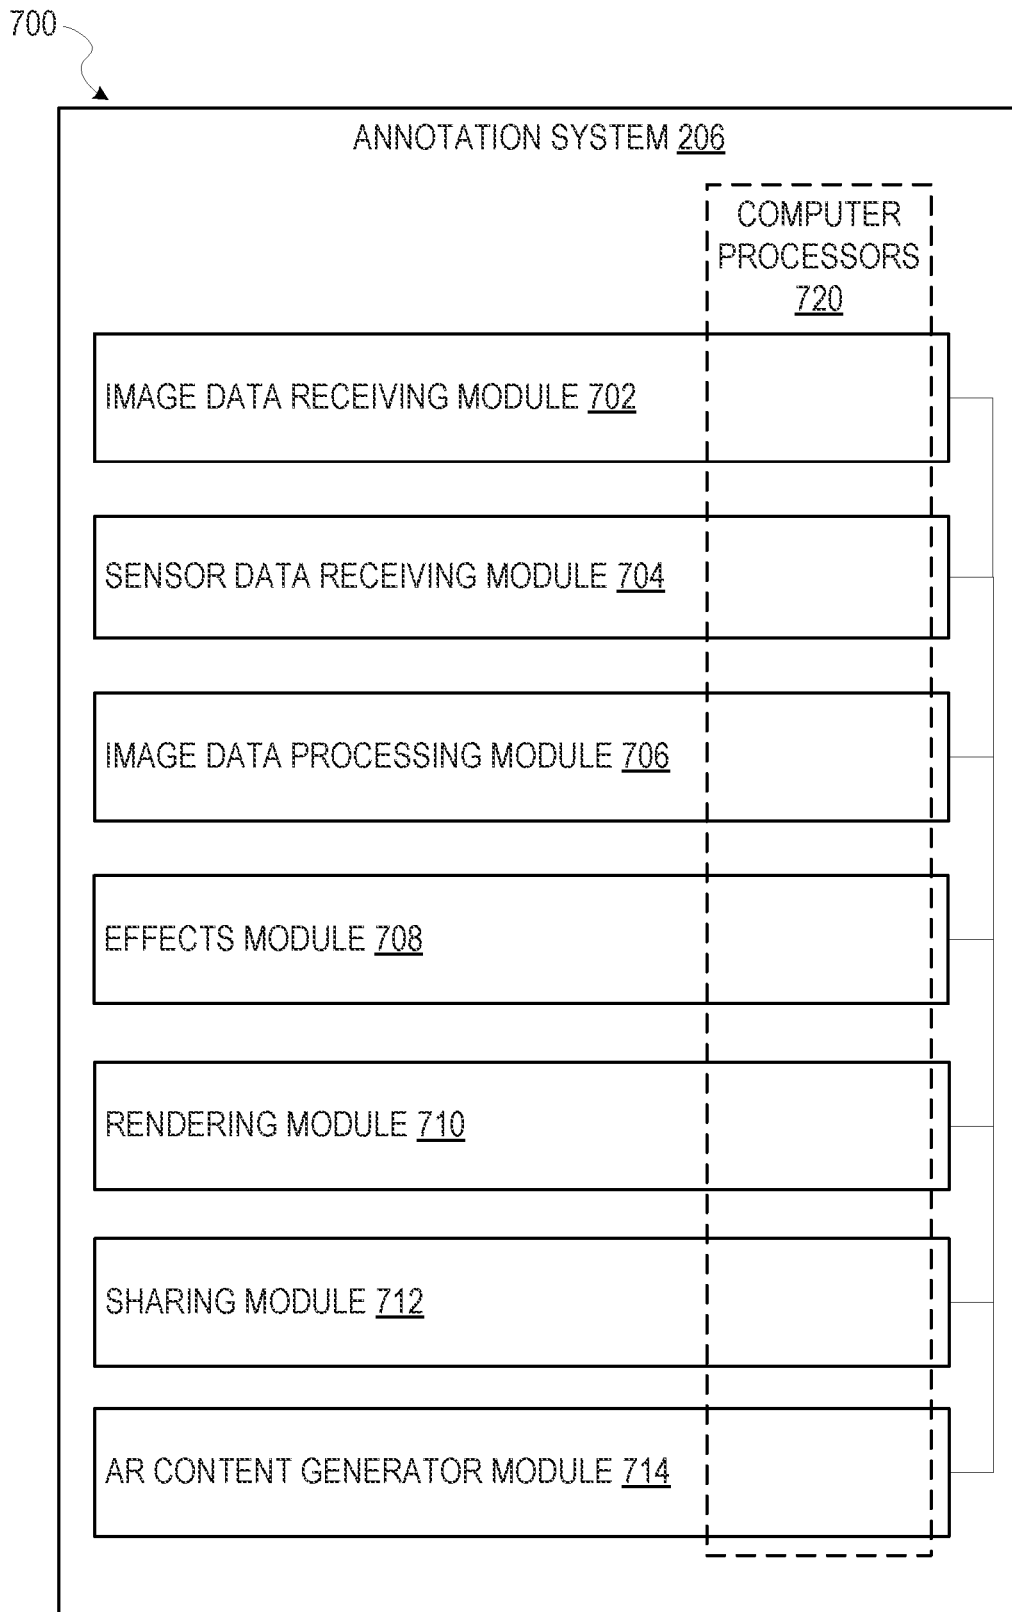 700
ANNOTATION SYSTEM 206
COMPUTER
PROCESSORS
720
IMAGE DATA RECEIVING MODULE 702
SENSOR DATA RECEIVING MODULE 704
IMAGE DATA PROCESSING MODULE 706
EFFECTS MODULE 708
RENDERING MODULE 710
SHARING MODULE 712
AR CONTENT GENERATOR MODULE 714